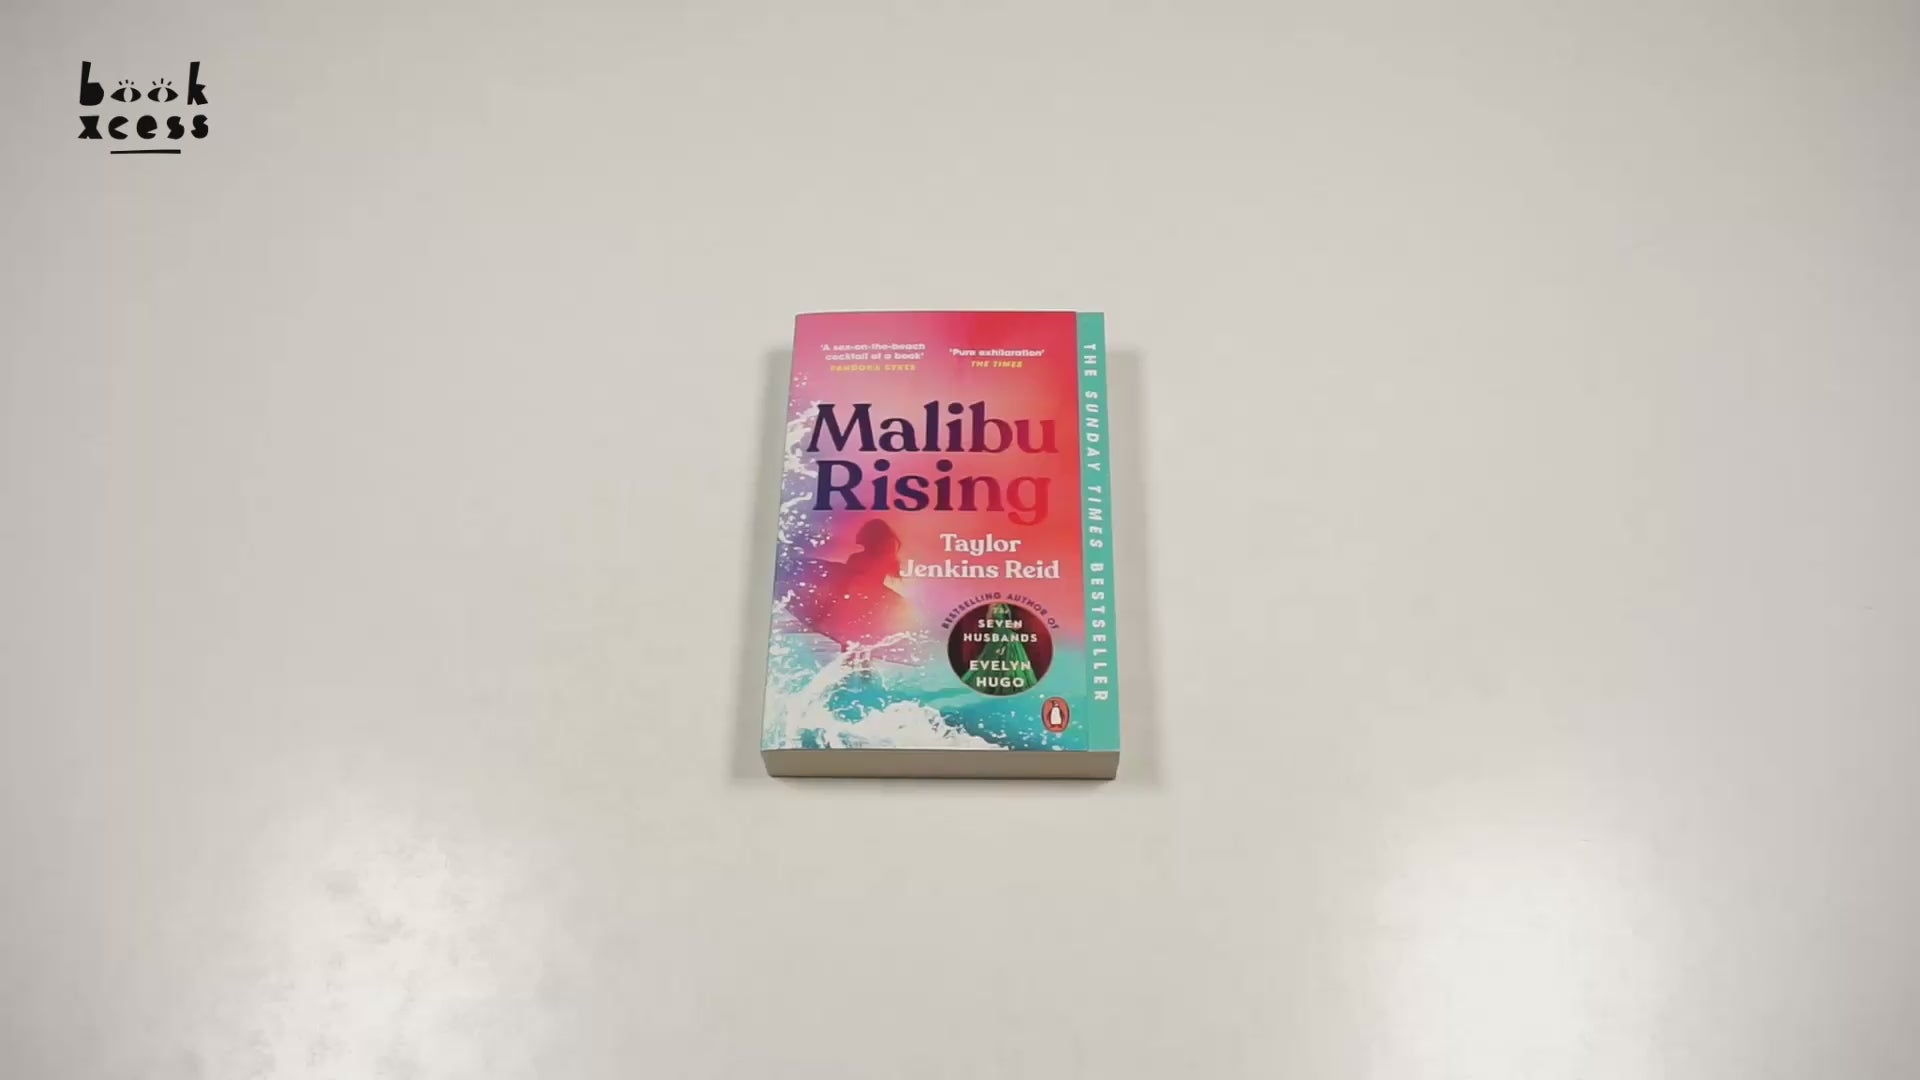 book
xcess
'A sex-on-the-beach
cocktail of a book'
PANDORA SYKES
'Pure exhilaration'
THE TIMES
Malibu
Rising
Taylor
Jenkins Reid
BESTSELLING AUTHOR OF
The
SEVEN
HUSBANDS
of
EVELYN
HUGO
THE SUNDAY TIMES BESTSELLER